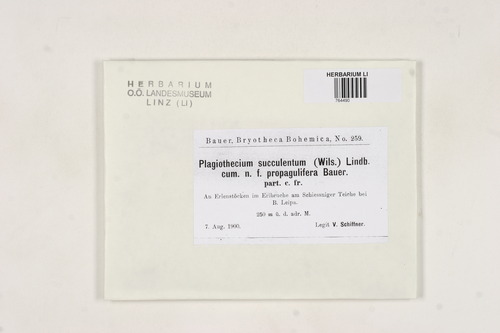 HERBARIUM
O.Ö. LANDESMUSEUM
LINZ (LI)
HERBARIUM LI
Bauer, Bryotheca Bohemica, No. 259.
Plagiothecium succulentum (Wils.) Lindb.
cum. n. f. propagulifera Bauer.
part. c. fr.
An Erlenstöcken im Erlbruche am Schiessniger Teiche bei
B. Leipa.
250 m ü. d. adr. M.
7. Aug. 1900.
Legit V. Schiffner.